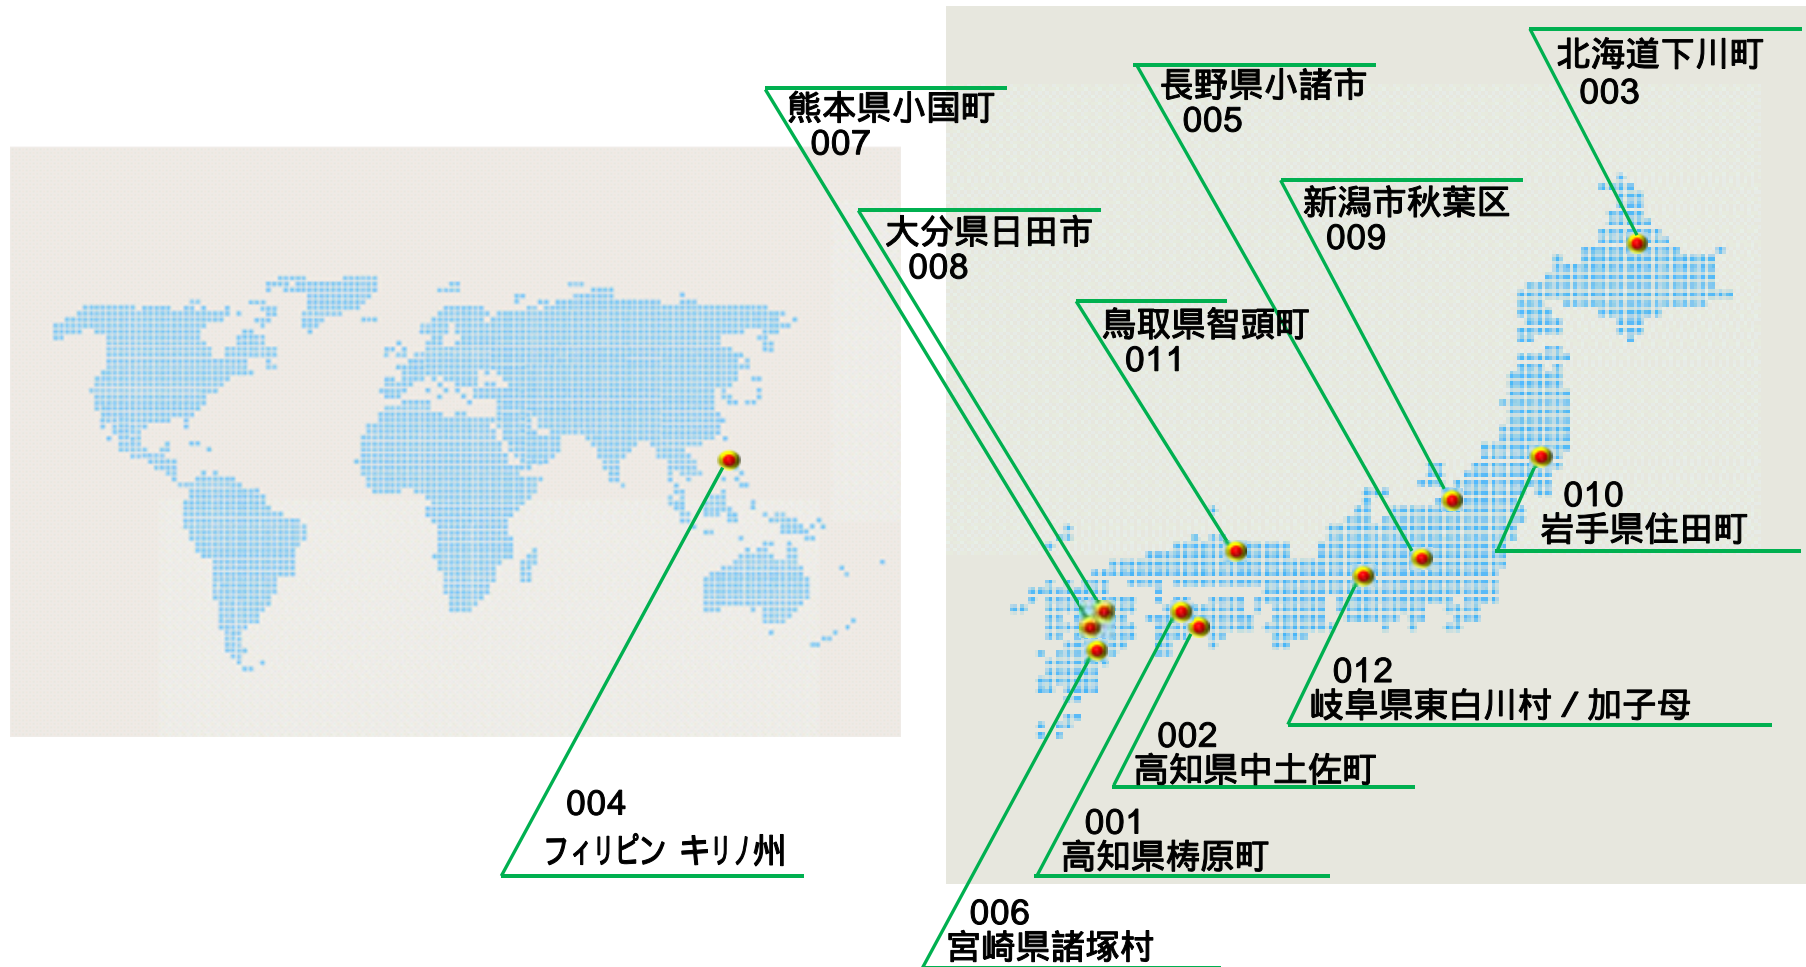 北海道下川町
003
長野県小諸市
005
熊本県小国町
007
新潟市秋葉区
009
大分県日田市
008
鳥取県智頭町
011
010
岩手県住田町
012
岐阜県東白川村 / 加子母
002
高知県中土佐町
004
フィリピン キリノ州
001
高知県梼原町
006
宮崎県諸塚村